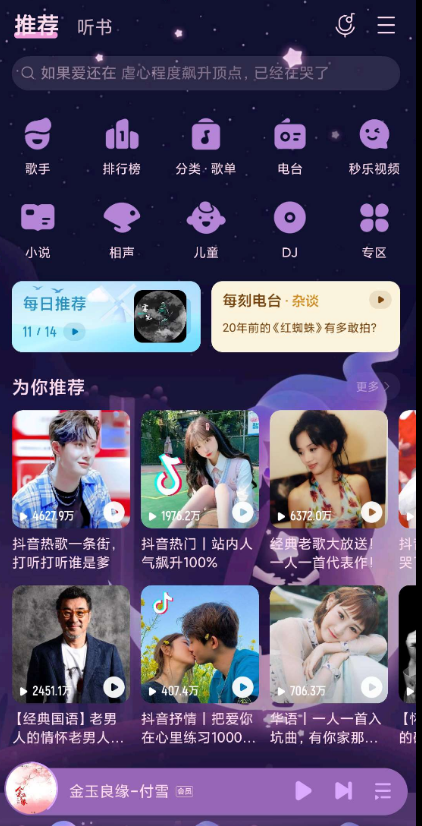 推荐 听书
如果爱还在 虐心程度飙升顶点，已经在哭了
歌手 排行榜 分类·歌单 电台 秒乐视频
小说 相声 儿童 DJ 专区
每日推荐
11 / 14
每刻电台·杂谈
20年前的《红蜘蛛》有多敢拍?
为你推荐 更多
4627.9万 1976.2万 6372.0万
抖音热歌一条街，
打听打听谁是爹
抖音热门丨站内人
气飙升100%
经典老歌大放送!
一人一首代表作!
抖音
哭了
2451.1万 407.4万 706.3万
【经典国语】老男
人的情怀老男人...
抖音抒情丨把爱你
在心里练习1000...
华语丨一人一首入
坑曲，有你家那...
金玉良缘-付雪 会员